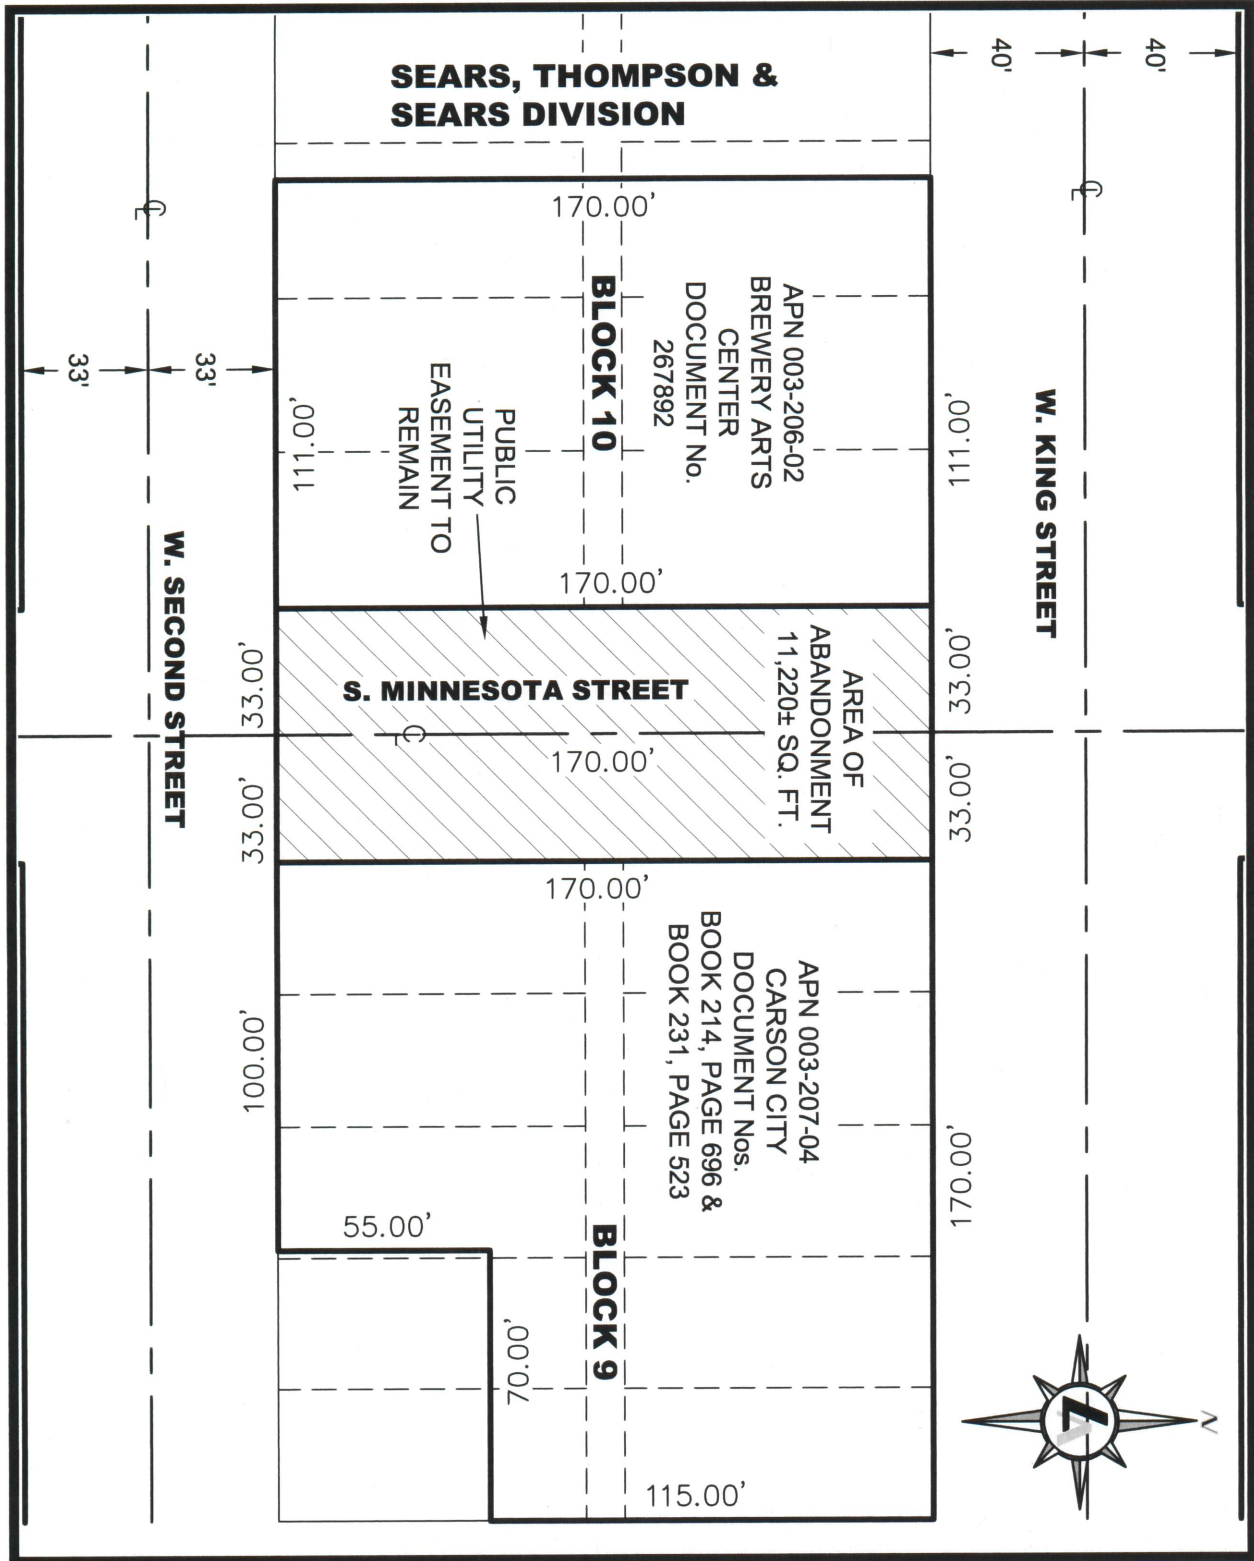 40'
40'
33'
33'
SEARS, THOMPSON &
SEARS DIVISION
℄
℄
W. KING STREET
W. SECOND STREET
170.00'
111.00'
111.00'
APN 003-206-02
BREWERY ARTS
CENTER
DOCUMENT No.
267892
BLOCK 10
PUBLIC
UTILITY
EASEMENT TO
REMAIN
170.00'
33.00'
33.00'
33.00'
33.00'
AREA OF
ABANDONMENT
11,220± SQ. FT.
S. MINNESOTA STREET
℄
170.00'
170.00'
APN 003-207-04
CARSON CITY
DOCUMENT Nos.
BOOK 214, PAGE 696 &
BOOK 231, PAGE 523
BLOCK 9
170.00'
100.00'
55.00'
70.00'
115.00'
N